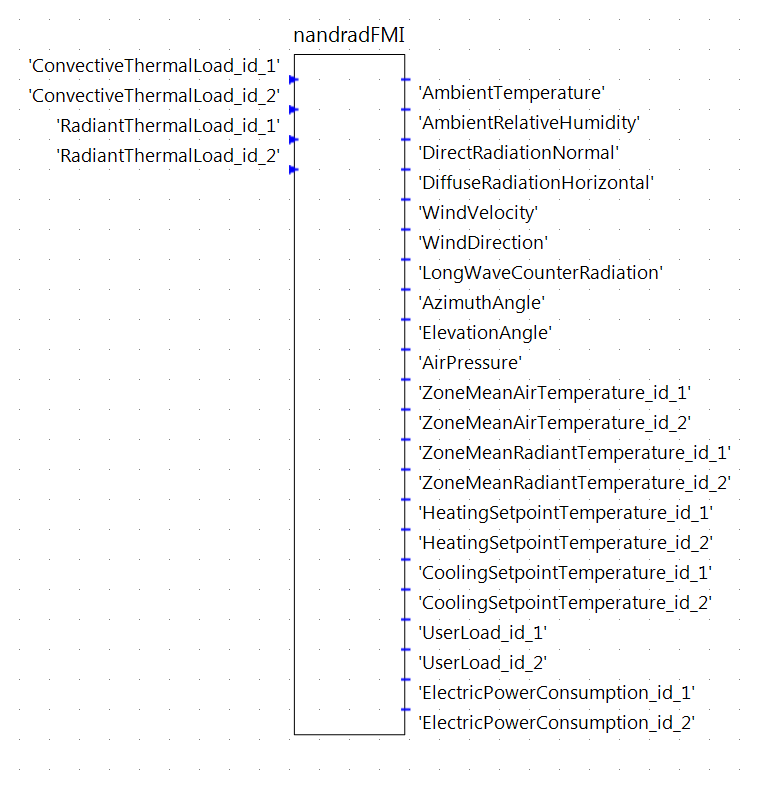 nandradFMI
'ConvectiveThermalLoad_id_1'
'ConvectiveThermalLoad_id_2'
'RadiantThermalLoad_id_1'
'RadiantThermalLoad_id_2'
'AmbientTemperature'
'AmbientRelativeHumidity'
'DirectRadiationNormal'
'DiffuseRadiationHorizontal'
'WindVelocity'
'WindDirection'
'LongWaveCounterRadiation'
'AzimuthAngle'
'ElevationAngle'
'AirPressure'
'ZoneMeanAirTemperature_id_1'
'ZoneMeanAirTemperature_id_2'
'ZoneMeanRadiantTemperature_id_1'
'ZoneMeanRadiantTemperature_id_2'
'HeatingSetpointTemperature_id_1'
'HeatingSetpointTemperature_id_2'
'CoolingSetpointTemperature_id_1'
'CoolingSetpointTemperature_id_2'
'UserLoad_id_1'
'UserLoad_id_2'
'ElectricPowerConsumption_id_1'
'ElectricPowerConsumption_id_2'